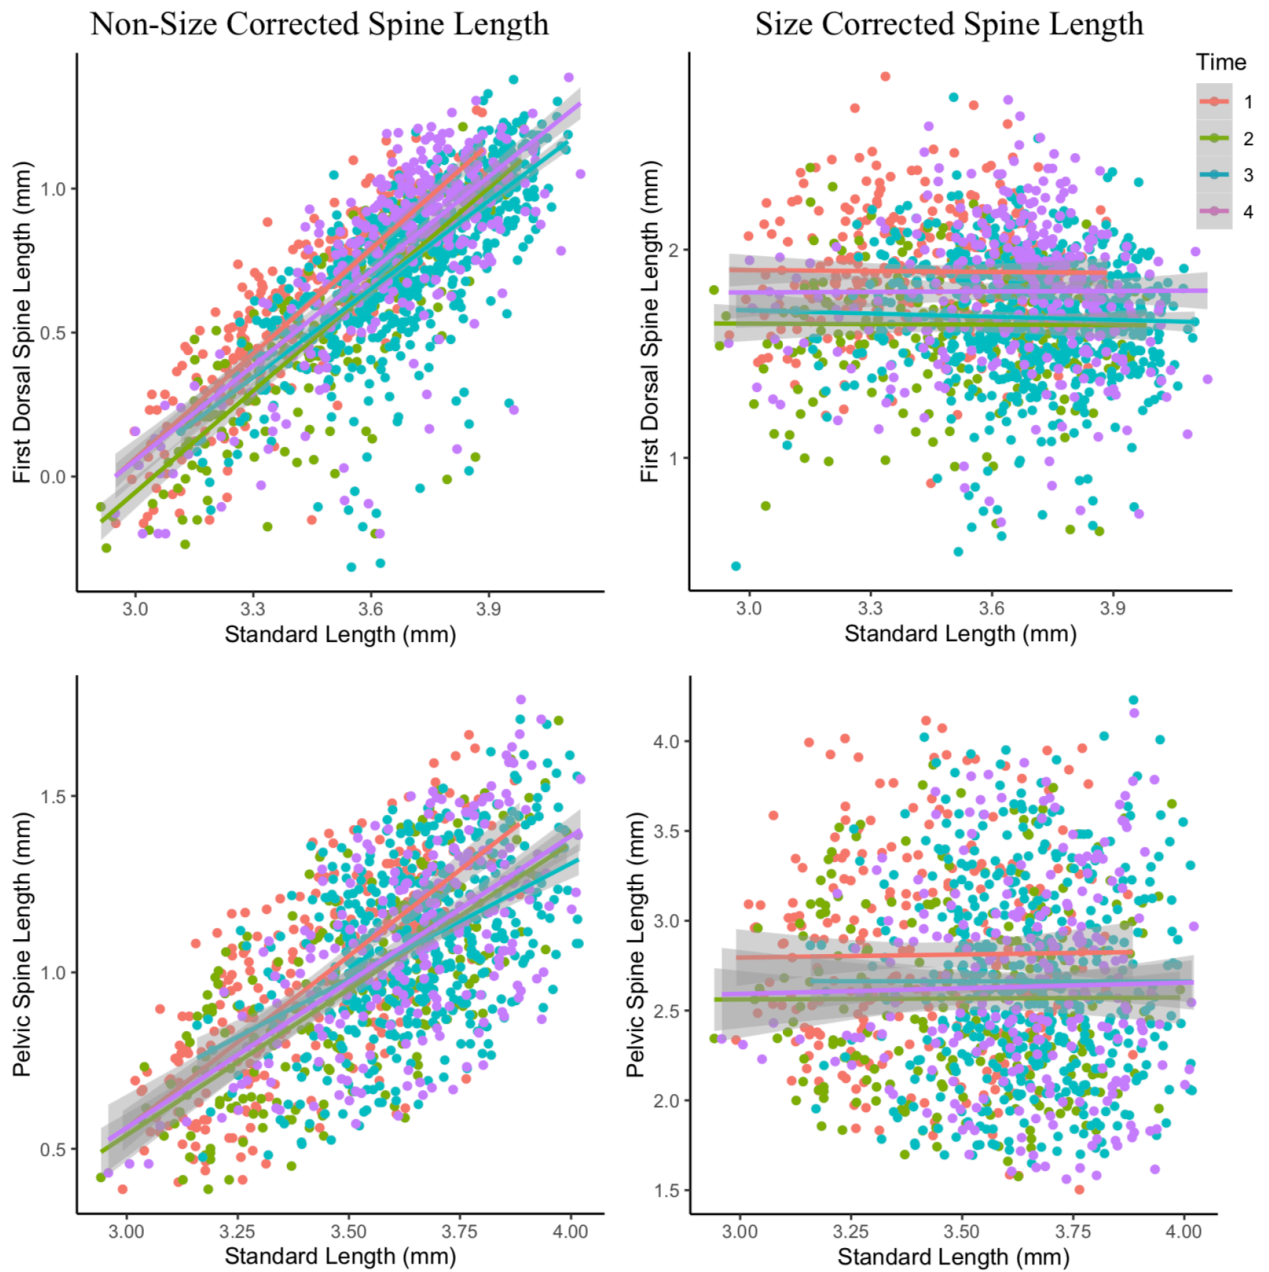 Non-Size Corrected Spine Length
Size Corrected Spine Length
First Dorsal Spine Length (mm)
1.0
0.5
0.0
3.0 3.3 3.6 3.9
Standard Length (mm)
First Dorsal Spine Length (mm)
2
1
3.0 3.3 3.6 3.9
Standard Length (mm)
Time
1
2
3
4
Pelvic Spine Length (mm)
1.5
1.0
0.5
3.00 3.25 3.50 3.75 4.00
Standard Length (mm)
Pelvic Spine Length (mm)
4.0
3.5
3.0
2.5
2.0
1.5
3.00 3.25 3.50 3.75 4.00
Standard Length (mm)